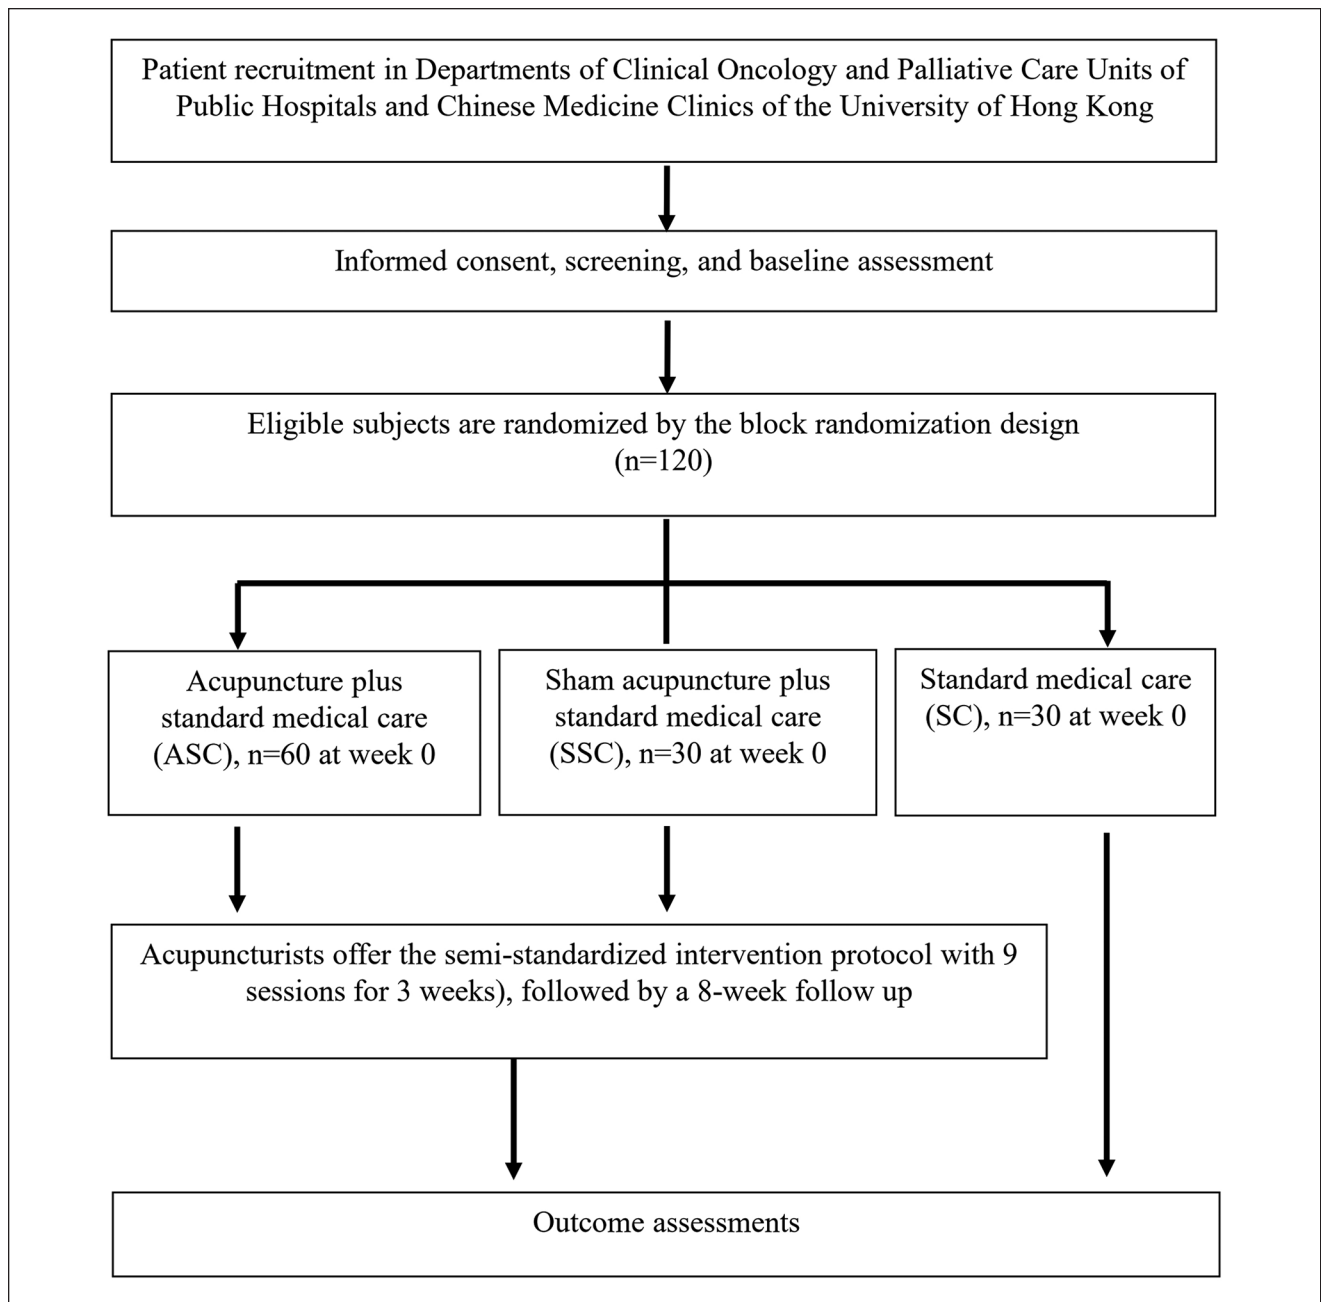 Patient recruitment in Departments of Clinical Oncology and Palliative Care Units of
Public Hospitals and Chinese Medicine Clinics of the University of Hong Kong
Informed consent, screening, and baseline assessment
Eligible subjects are randomized by the block randomization design
(n=120)
Acupuncture plus
standard medical care
(ASC), n=60 at week 0
Sham acupuncture plus
standard medical care
(SSC), n=30 at week 0
Standard medical care
(SC), n=30 at week 0
Acupuncturists offer the semi-standardized intervention protocol with 9
sessions for 3 weeks), followed by a 8-week follow up
Outcome assessments